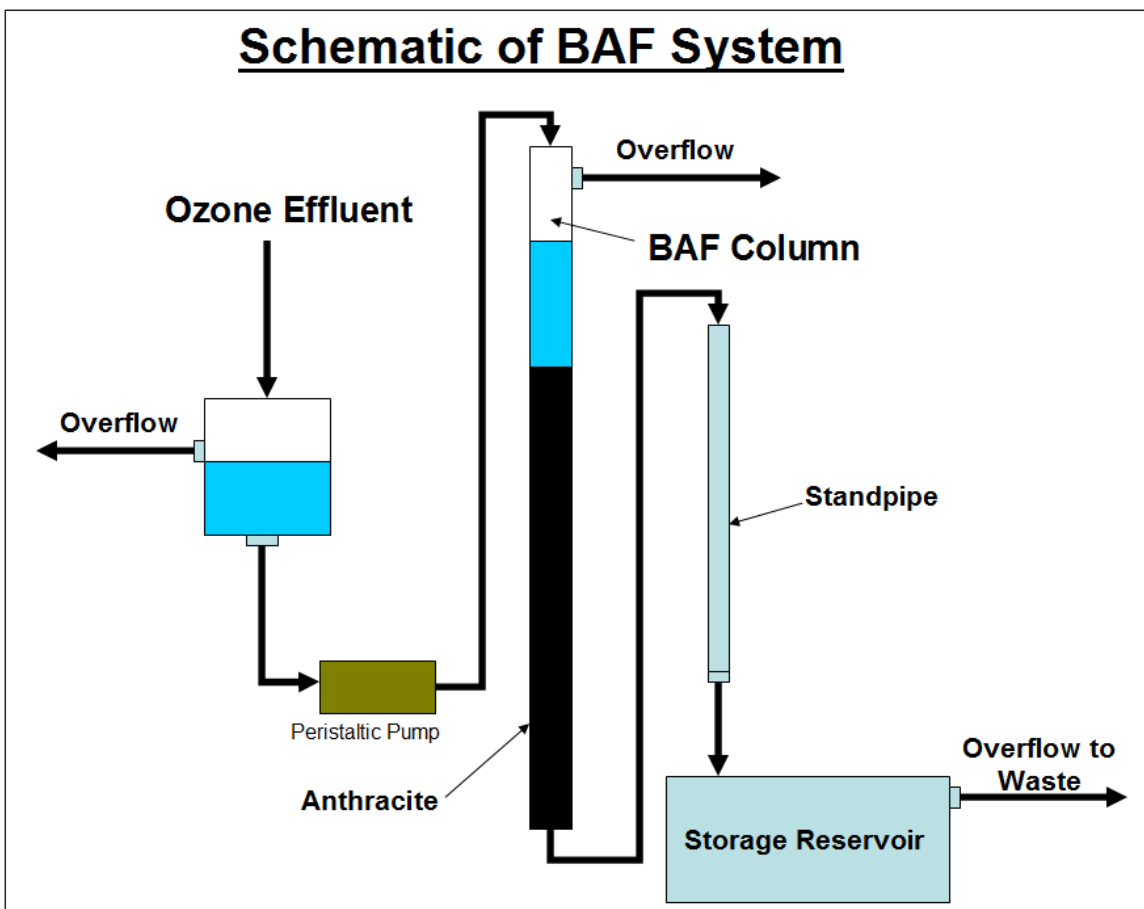 Schematic of BAF System
Overflow
Ozone Effluent
BAF Column
Overflow
Standpipe
Peristaltic Pump
Anthracite
Overflow to
Waste
Storage Reservoir